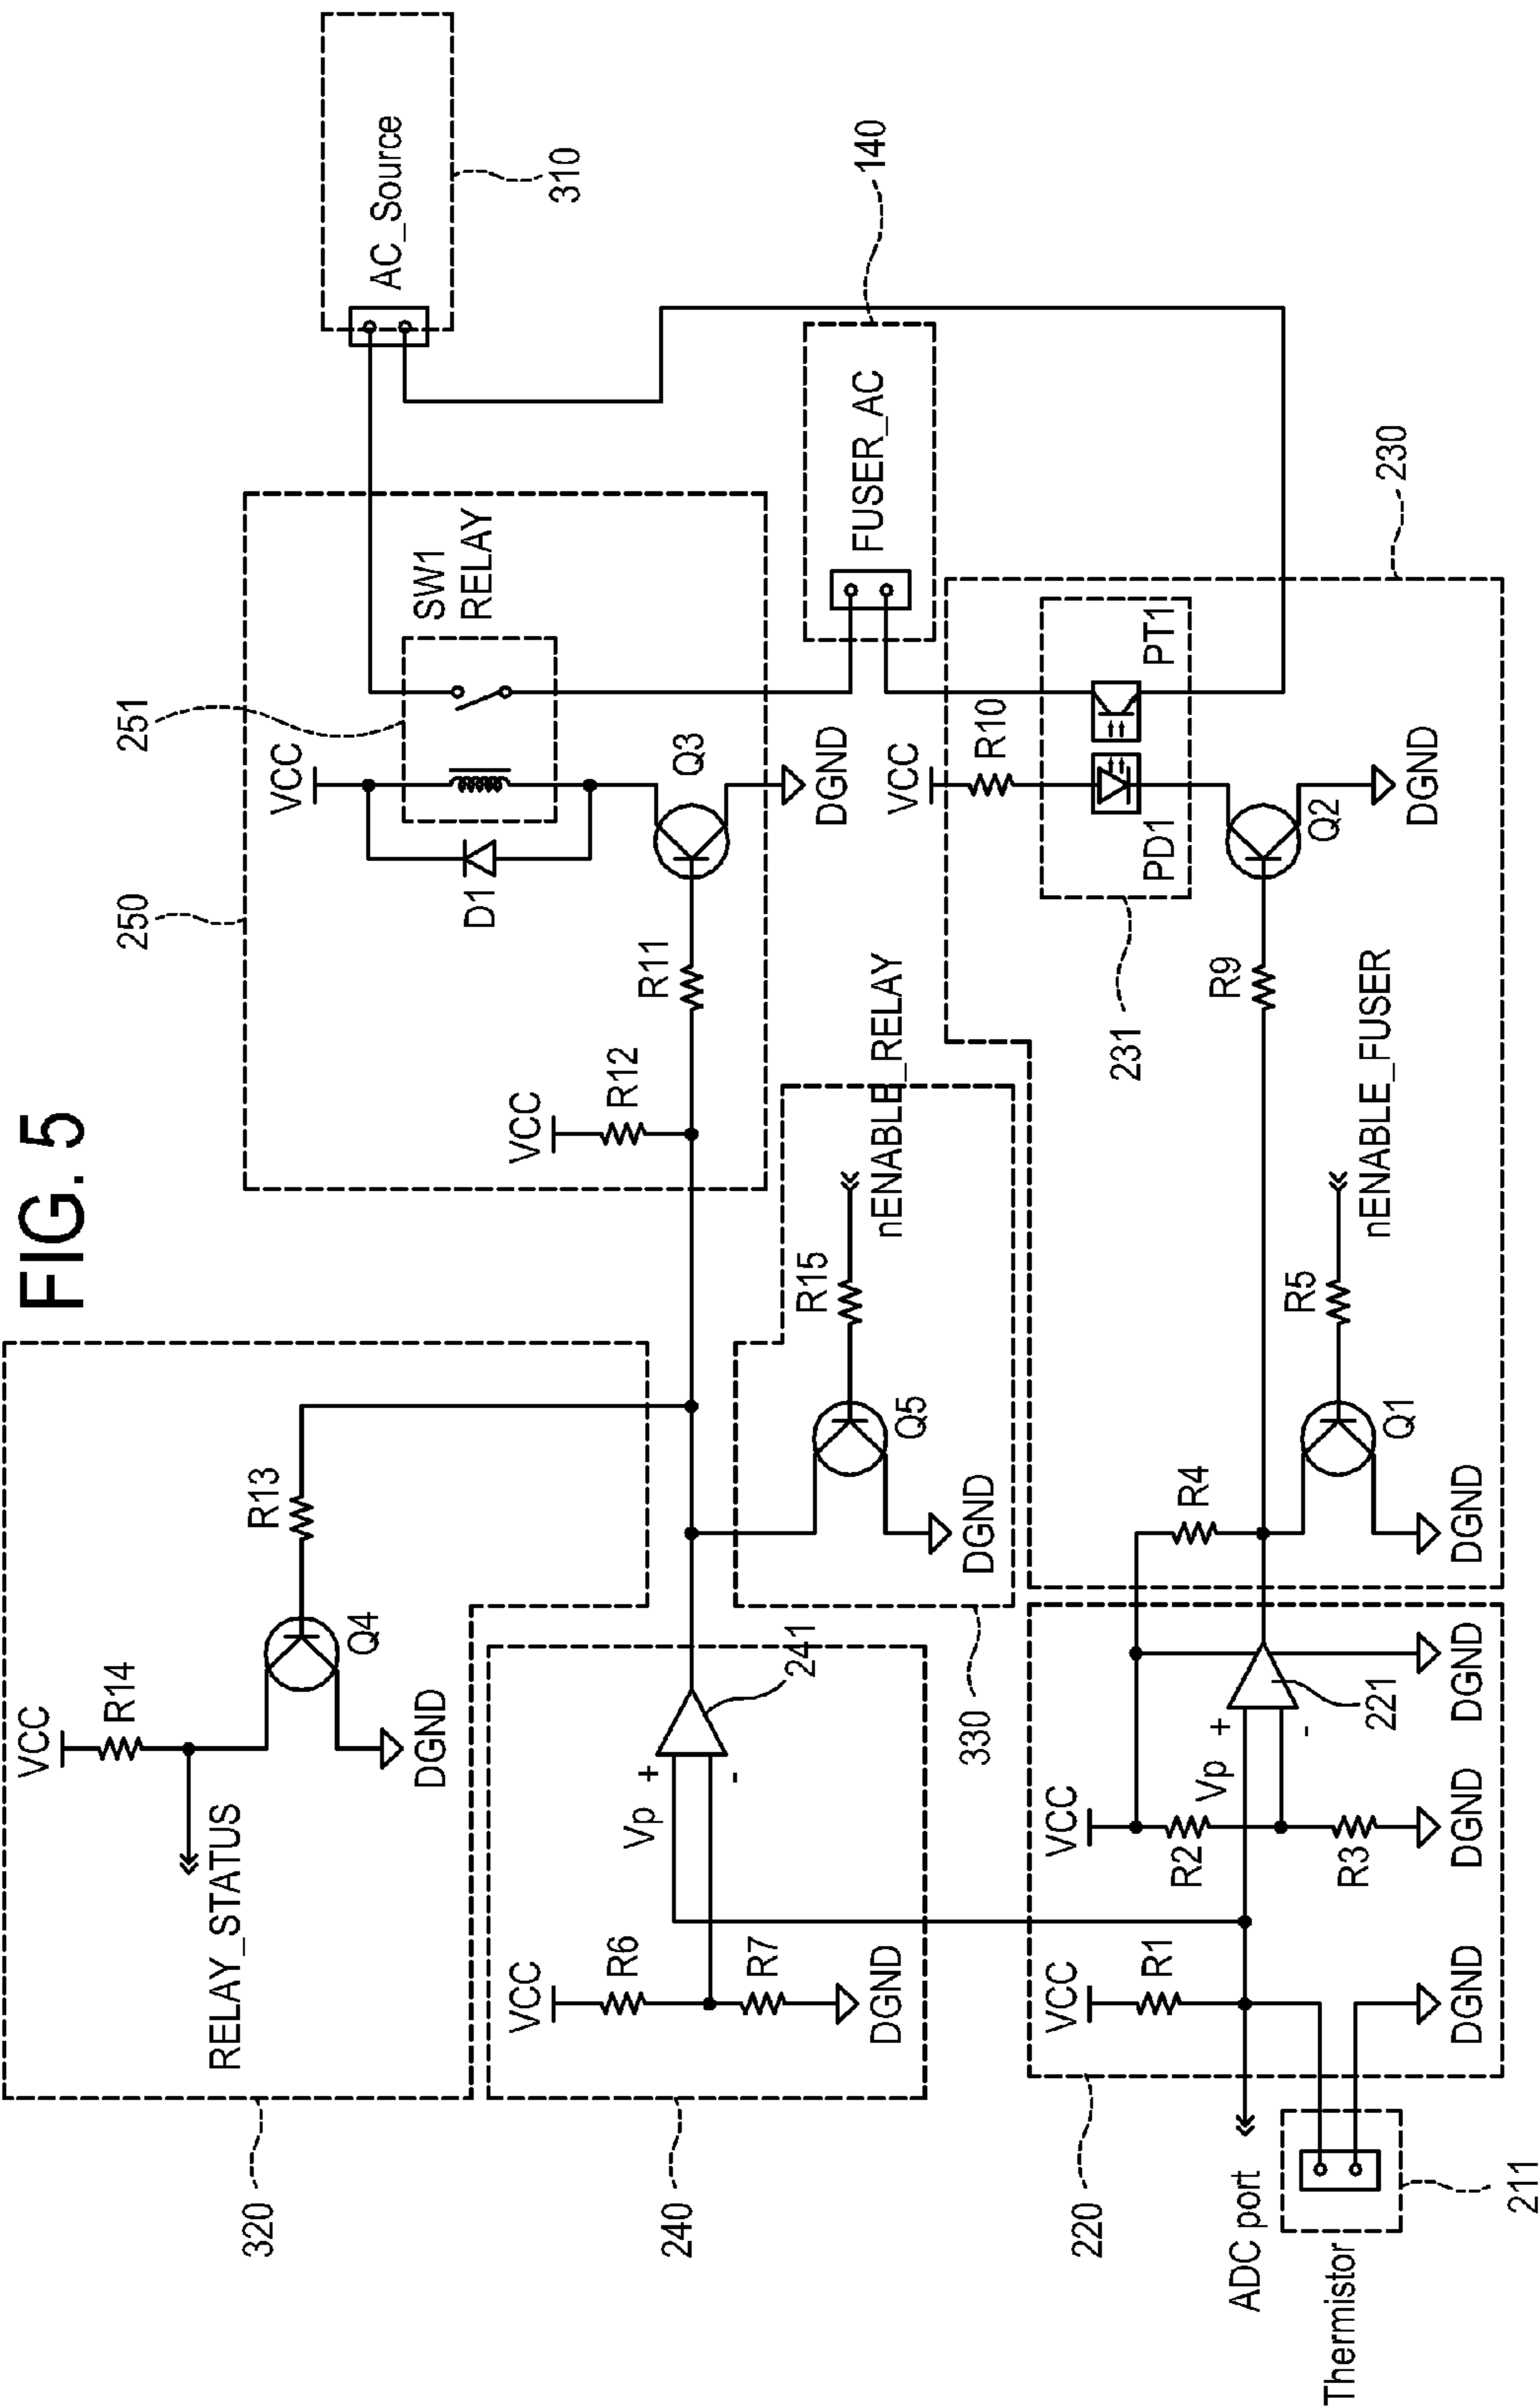 FIG. 5
320
VCC
R14
RELAY_STATUS
Q4
DGND
R13
250
251
VCC
SW1
RELAY
D1
Q3
DGND
VCC
R12
R11
AC_Source
310
240
VCC
R6
R7
DGND
Vp
+
-
241
330
Q5
DGND
R15
nENABLE_RELAY
FUSER_AC
140
220
VCC
R1
DGND
VCC
R2
R3
DGND
Vp
+
-
221
DGND
R4
Q1
DGND
R5
nENABLE_FUSER
R9
231
VCC
R10
PD1
PT1
Q2
DGND
230
ADC port
Thermistor
211